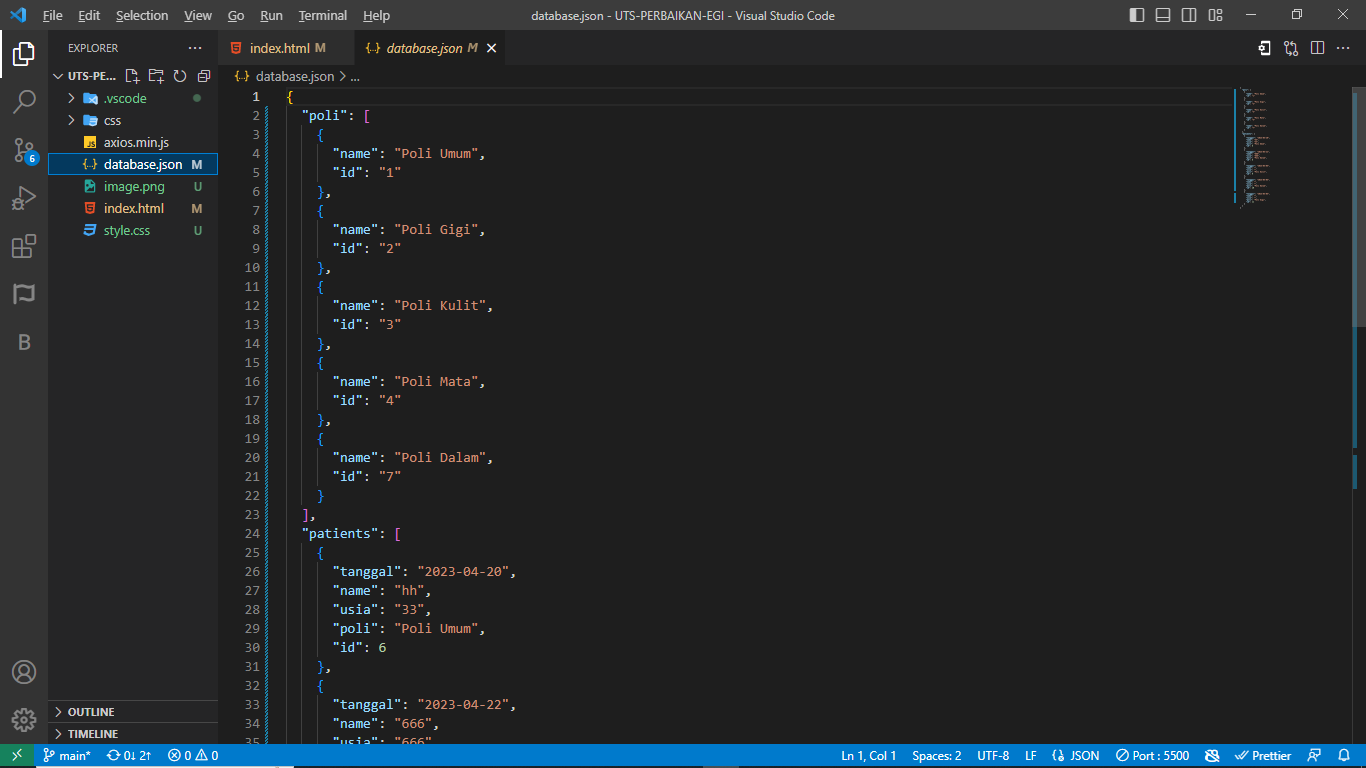 File Edit Selection View Go Run Terminal Help database.json - UTS-PERBAIKAN-EGI - Visual Studio Code
EXPLORER ...
index.html M
{..} database.json M
UTS-PE...
{..} database.json > ...
.vscode
css
JS axios.min.js
{..} database.json M
image.png U
index.html M
style.css U
6
B
1 {
2 "poli": [
3 {
4 "name": "Poli Umum",
5 "id": "1"
6 },
7 {
8 "name": "Poli Gigi",
9 "id": "2"
10 },
11 {
12 "name": "Poli Kulit",
13 "id": "3"
14 },
15 {
16 "name": "Poli Mata",
17 "id": "4"
18 },
19 {
20 "name": "Poli Dalam",
21 "id": "7"
22 }
23 ],
24 "patients": [
25 {
26 "tanggal": "2023-04-20",
27 "name": "hh",
28 "usia": "33",
29 "poli": "Poli Umum",
30 "id": 6
31 },
32 {
33 "tanggal": "2023-04-22",
34 "name": "666",
35 "usia": "666"
OUTLINE
TIMELINE
main* 0↓ 2↑ 0 0 Ln 1, Col 1 Spaces: 2 UTF-8 LF {} JSON Port : 5500 Prettier